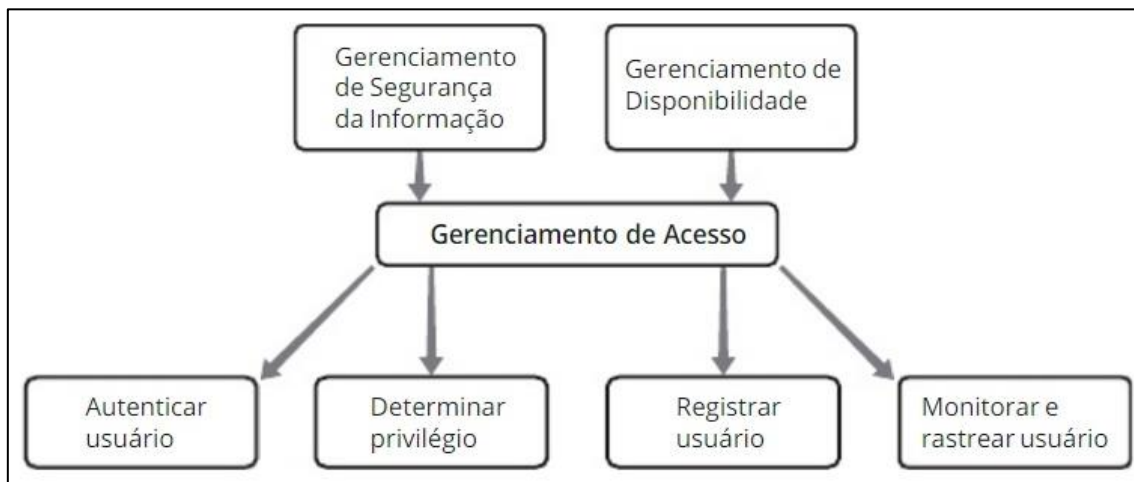 Gerenciamento
de Segurança
da Informação
Gerenciamento de
Disponibilidade
Gerenciamento de Acesso
Autenticar
usuário
Determinar
privilégio
Registrar
usuário
Monitorar e
rastrear usuário